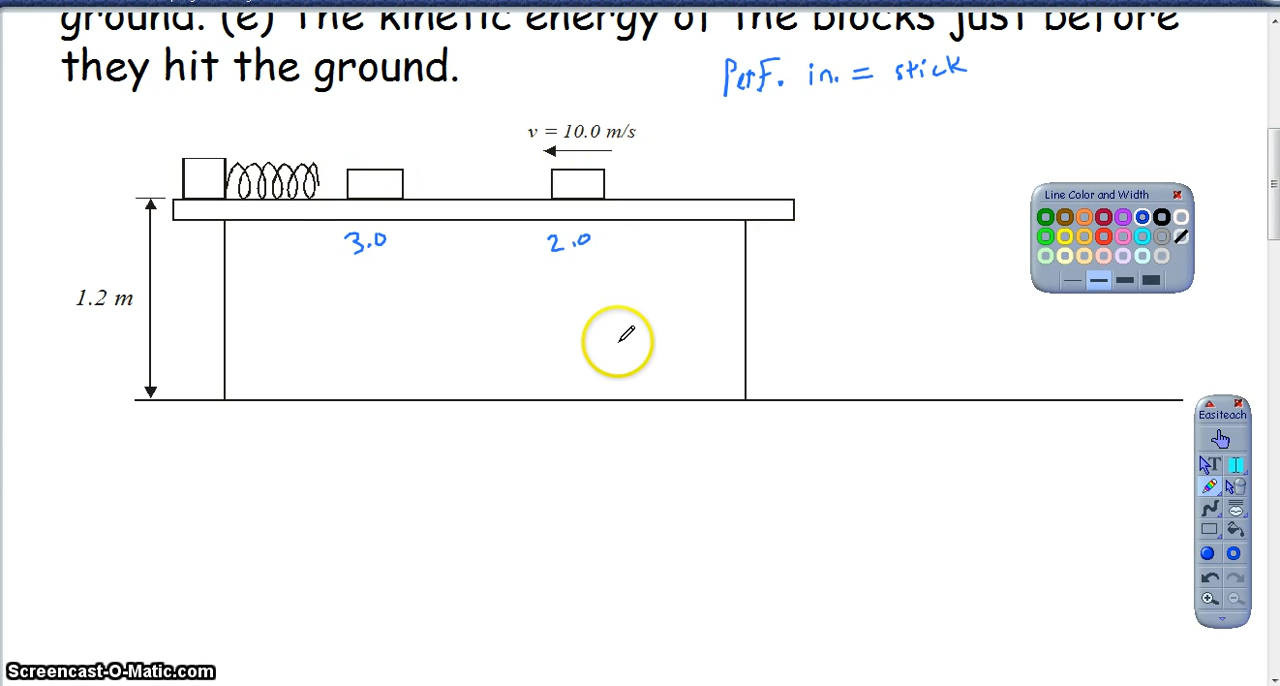 ground. (e) The kinetic energy of the blocks just before
they hit the ground.
Perf. in. = stick
v = 10.0 m/s
3.0
2.0
1.2 m
Line Color and Width
Easiteach
T
Screencast-O-Matic.com